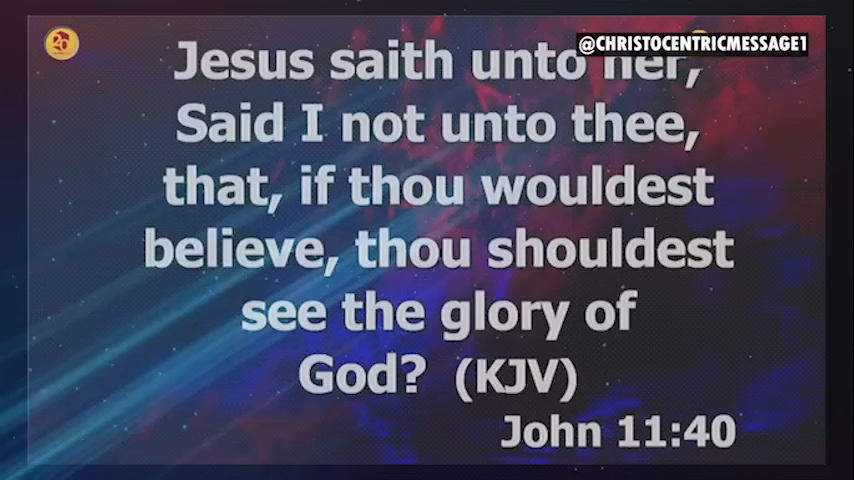 @CHRISTOCENTRICMESSAGE1
20
Jesus saith unto her,
Said I not unto thee,
that, if thou wouldest
believe, thou shouldest
see the glory of
God? (KJV)
John 11:40